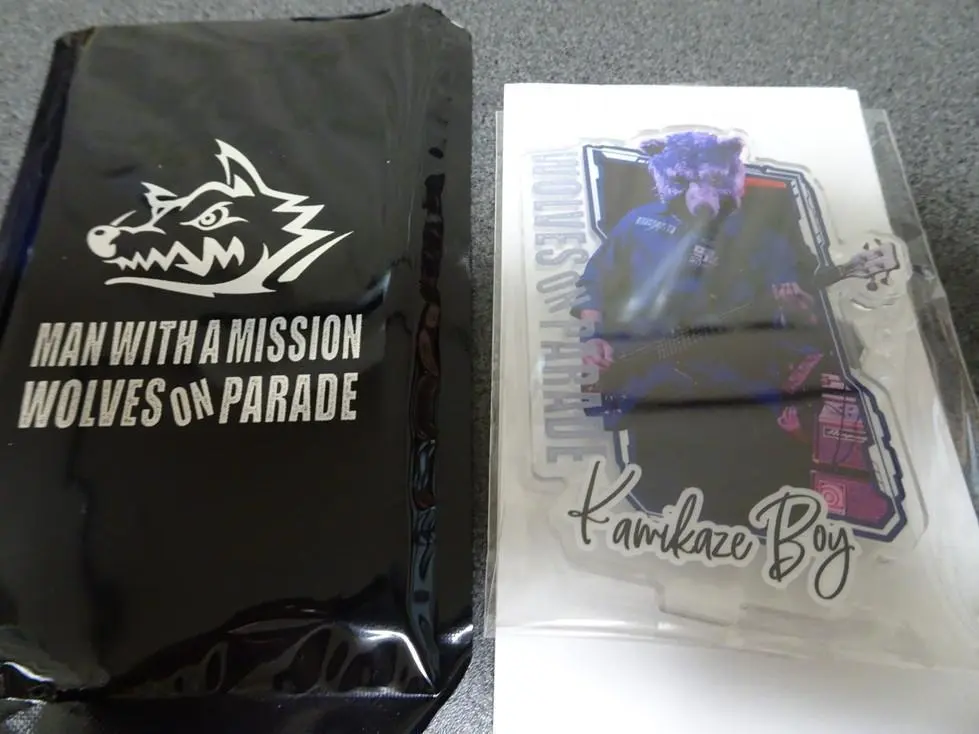 MAN WITH A MISSION
WOLVES ON PARADE
WOLVES ON PARADE
Kamikaze Boy